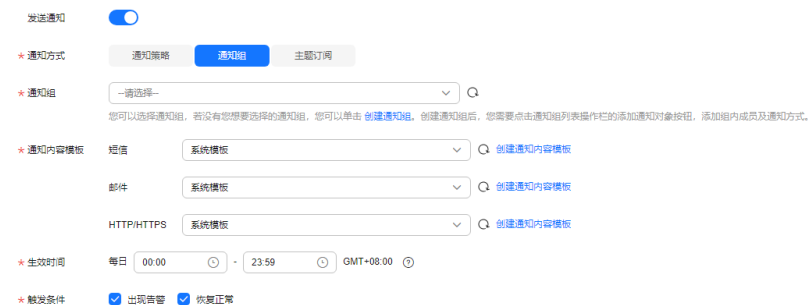 发送通知
* 通知方式 通知策略 通知组 主题订阅
* 通知组 --请选择--
您可以选择通知组，若没有您想要选择的通知组，您可以单击 创建通知组。创建通知组后，您需要点击通知组列表操作栏的添加通知对象按钮，添加组内成员及通知方式。
* 通知内容模板 短信 系统模板 创建通知内容模板
邮件 系统模板 创建通知内容模板
HTTP/HTTPS 系统模板 创建通知内容模板
* 生效时间 每日 00:00 - 23:59 GMT+08:00 ?
* 触发条件 出现告警 恢复正常